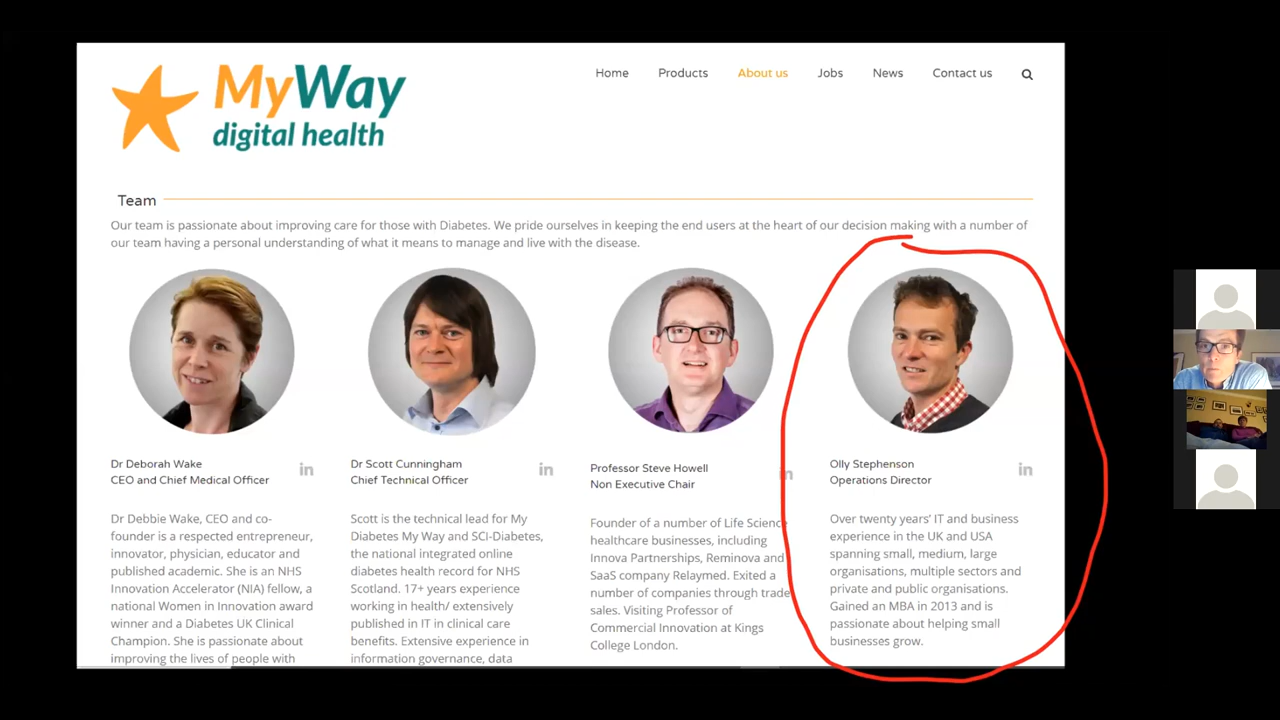 MyWay
digital health
Home Products About us Jobs News Contact us
Team
Our team is passionate about improving care for those with Diabetes. We pride ourselves in keeping the end users at the heart of our decision making with a number of
our team having a personal understanding of what it means to manage and live with the disease.
Dr Deborah Wake
CEO and Chief Medical Officer
in
Dr Debbie Wake, CEO and co-
founder is a respected entrepreneur,
innovator, physician, educator and
published academic. She is an NHS
Innovation Accelerator (NIA) fellow, a
national Women in Innovation award
winner and a Diabetes UK Clinical
Champion. She is passionate about
improving the lives of people with
Dr Scott Cunningham
Chief Technical Officer
in
Scott is the technical lead for My
Diabetes My Way and SCI-Diabetes,
the national integrated online
diabetes health record for NHS
Scotland. 17+ years experience
working in health/ extensively
published in IT in clinical care
benefits. Extensive experience in
information governance, data
Professor Steve Howell
Non Executive Chair
in
Founder of a number of Life Science
healthcare businesses, including
Innova Partnerships, Reminova and
SaaS company Relaymed. Exited a
number of companies through trade
sales. Visiting Professor of
Commercial Innovation at Kings
College London.
Olly Stephenson
Operations Director
in
Over twenty years' IT and business
experience in the UK and USA
spanning small, medium, large
organisations, multiple sectors and
private and public organisations.
Gained an MBA in 2013 and is
passionate about helping small
businesses grow.